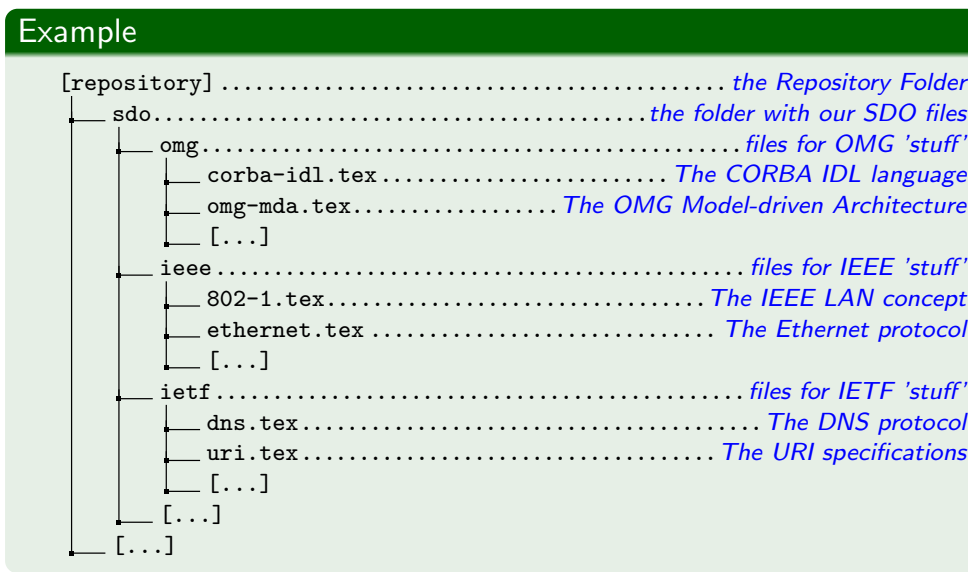 Example
[repository] ................................................ the Repository Folder
sdo............................................. the folder with our SDO files
omg............................................... files for OMG 'stuff'
corba-idl.tex......................... The CORBA IDL language
omg-mda.tex.................. The OMG Model-driven Architecture
[...]
ieee.............................................. files for IEEE 'stuff'
802-1.tex................................. The IEEE LAN concept
ethernet.tex .............................. The Ethernet protocol
[...]
ietf.............................................. files for IETF 'stuff'
dns.tex........................................ The DNS protocol
uri.tex.................................... The URI specifications
[...]
[...]
[...]